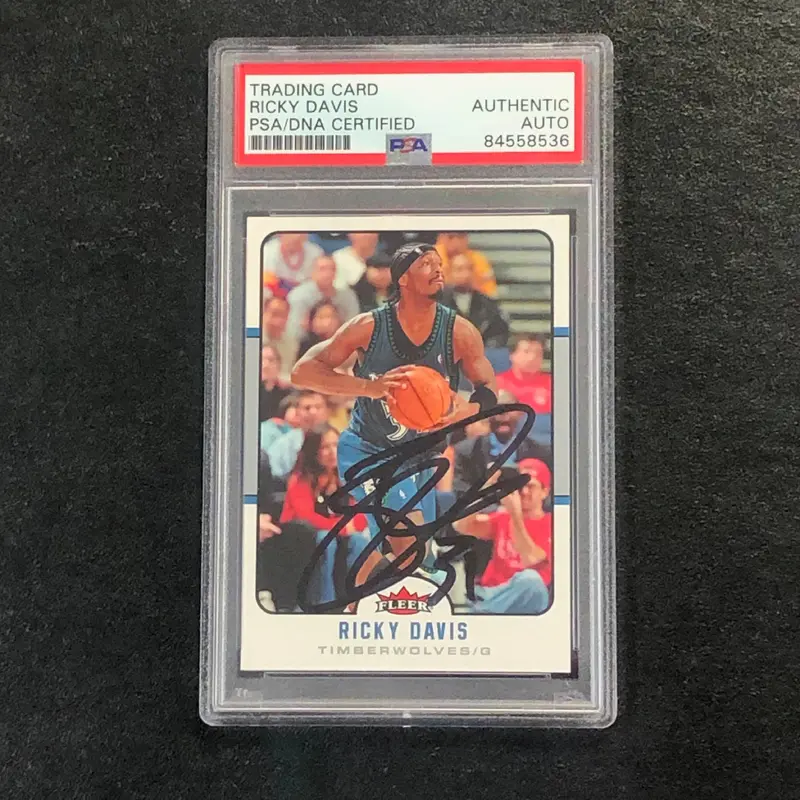 TRADING CARD
RICKY DAVIS
PSA/DNA CERTIFIED
AUTHENTIC
AUTO
84558536
PSA
FLEER
RICKY DAVIS
TIMBERWOLVES/G